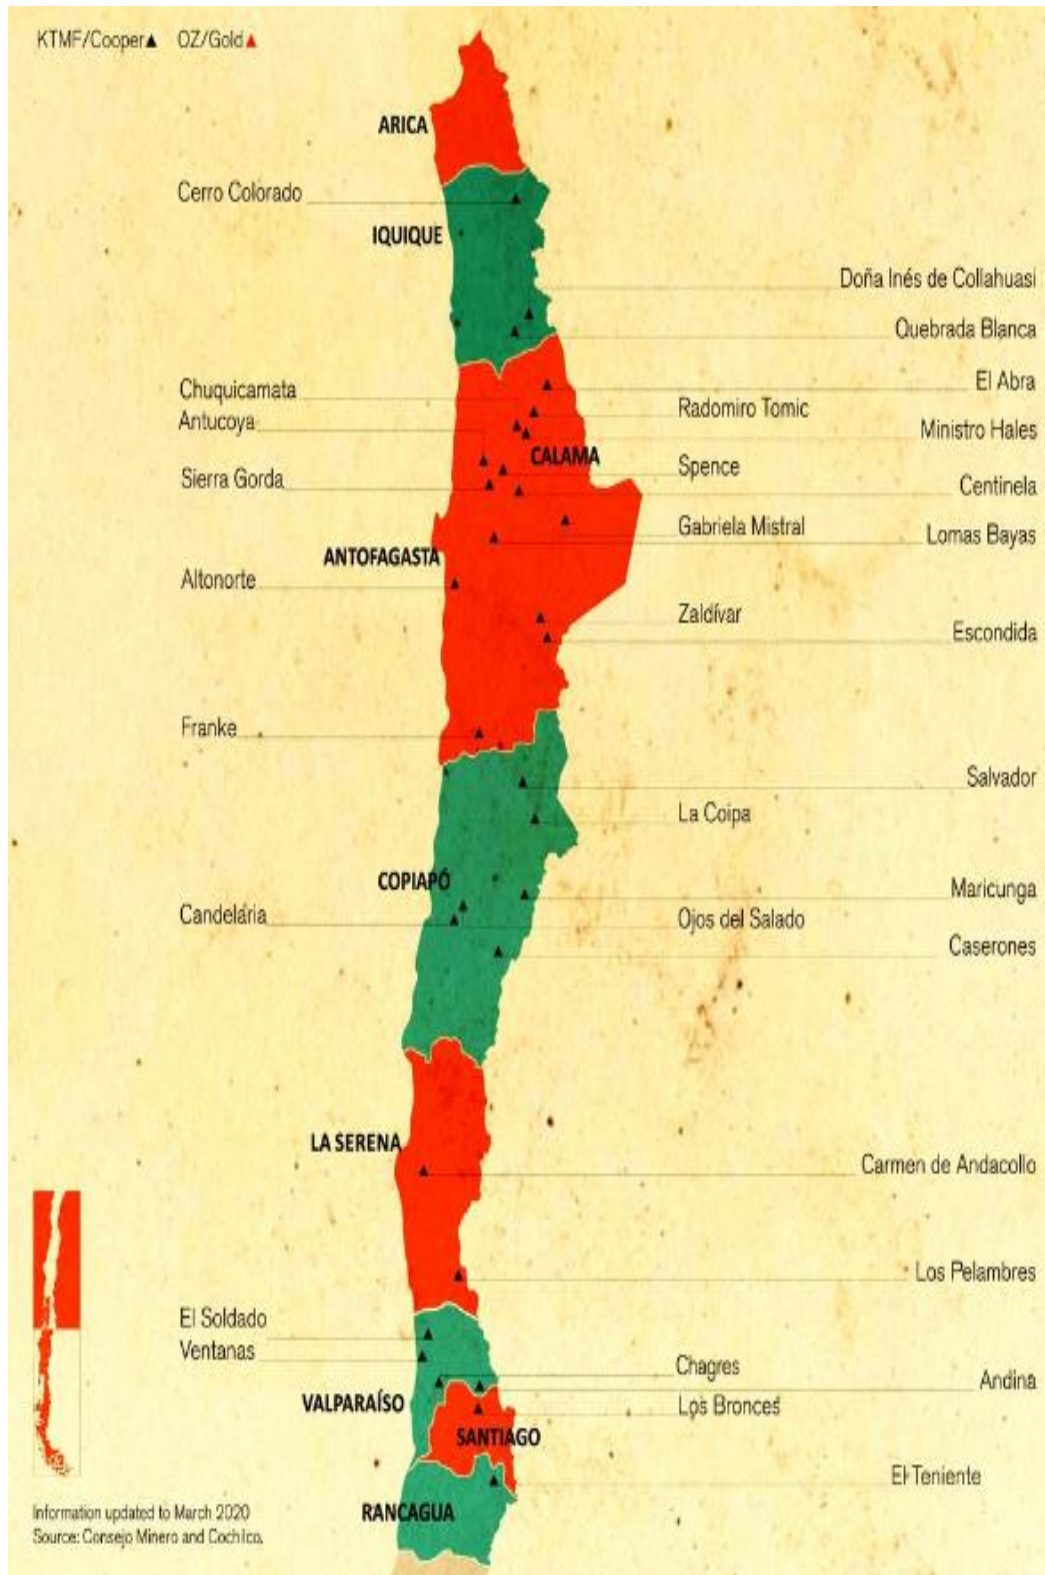 KTMF/Cooper▲ OZ/Gold▲
ARICA
Cerro Colorado
IQUIQUE
Doña Inés de Collahuasi
Quebrada Blanca
El Abra
Chuquicamata
Radomiro Tomic
Antucoya
Ministro Hales
CALAMA
Spence
Sierra Gorda
Centinela
Gabriela Mistral
Lomas Bayas
ANTOFAGASTA
Altonorte
Zaldívar
Escondida
Franke
Salvador
La Coipa
COPIAPÓ
Maricunga
Candelária
Ojos del Salado
Caserones
LA SERENA
Carmen de Andacollo
Los Pelambres
El Soldado
Ventanas
Chagres
Andina
VALPARAÍSO
Los Bronces
SANTIAGO
El Teniente
RANCAGUA
Information updated to March 2020
Source: Consejo Minero and Cochilco.